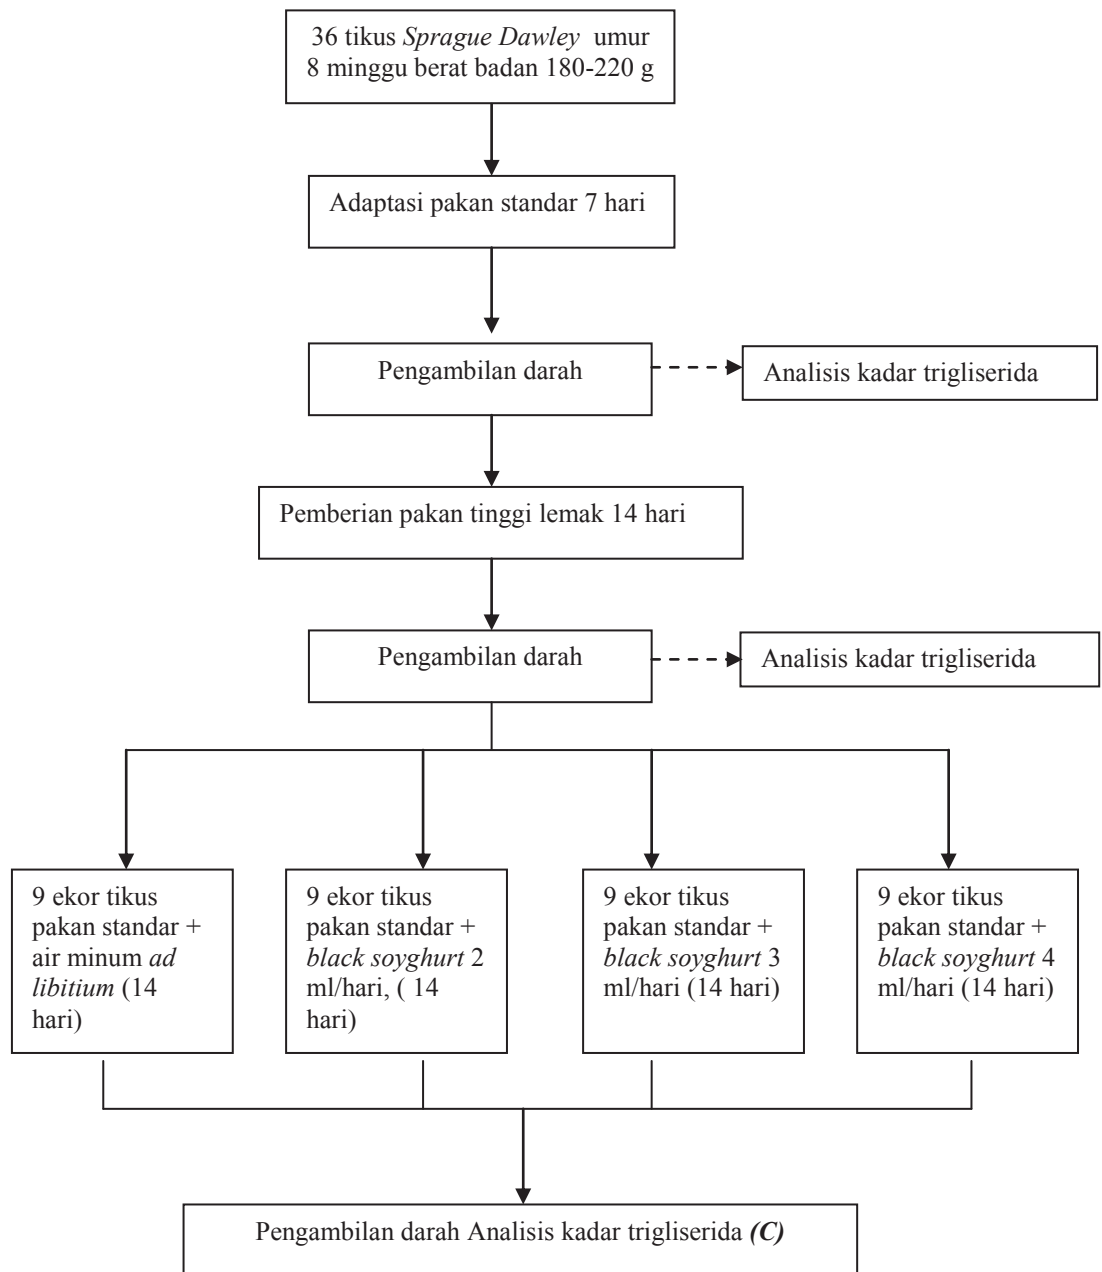 36 tikus Sprague Dawley umur
8 minggu berat badan 180-220 g
Adaptasi pakan standar 7 hari
Pengambilan darah
Analisis kadar trigliserida
Pemberian pakan tinggi lemak 14 hari
Pengambilan darah
Analisis kadar trigliserida
9 ekor tikus
pakan standar +
air minum ad
libitium (14
hari)
9 ekor tikus
pakan standar +
black soyghurt 2
ml/hari, ( 14
hari)
9 ekor tikus
pakan standar +
black soyghurt 3
ml/hari (14 hari)
9 ekor tikus
pakan standar +
black soyghurt 4
ml/hari (14 hari)
Pengambilan darah Analisis kadar trigliserida (C)